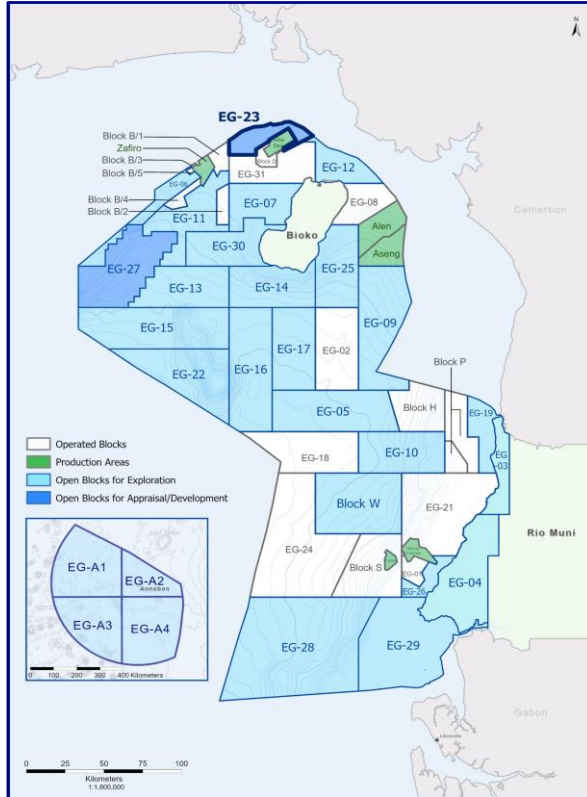 N
EG-23
Block B/1
Zafiro
Block B/3
Block B/5
EG-06
Block B/4
Block B/2
Block D
EG-31
EG-12
EG-11
EG-07
EG-08
Cameroon
Bioko
Alen
Aseng
EG-30
EG-25
EG-27
EG-13
EG-14
EG-15
EG-17
EG-02
EG-09
EG-16
EG-22
Block P
EG-05
Block H
EG-19
EG
-03
EG-18
EG-10
Block W
EG-21
Rio Muni
EG-24
Block S
EG-01
EG-26
EG-04
EG-28
EG-29
Gabon
Libreville
Operated Blocks
Production Areas
Open Blocks for Exploration
Open Blocks for Appraisal/Development
EG-A1
EG-A2
Annobon
EG-A3
EG-A4
0 100 200 300 400 Kilometers
0 25 50 75 100
Kilometers
1:1,800,000